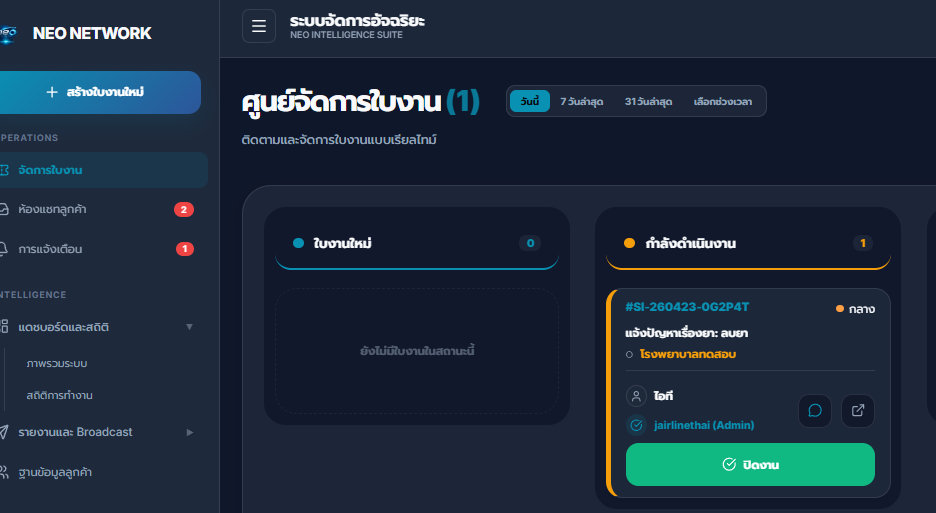 NEO NETWORK
ระบบจัดการอัจฉริยะ
NEO INTELLIGENCE SUITE
+ สร้างใบงานใหม่
PERATIONS
จัดการใบงาน
ห้องแชทลูกค้า 2
การแจ้งเตือน 1
NTELLIGENCE
แดชบอร์ดและสถิติ
ภาพรวมระบบ
สถิติการทำงาน
รายงานและ Broadcast
ฐานข้อมูลลูกค้า
ศูนย์จัดการใบงาน (1)
วันนี้ 7 วันล่าสุด 31 วันล่าสุด เลือกช่วงเวลา
ติดตามและจัดการใบงานแบบเรียลไทม์
ใบงานใหม่ 0
ยังไม่มีใบงานในสถานะนี้
กำลังดำเนินงาน 1
#SI-260423-0G2P4T กลาง
แจ้งปัญหาเรื่องยา: ลบยา
โรงพยาบาลทดสอบ
ไอที
jairlinethai (Admin)
ปิดงาน